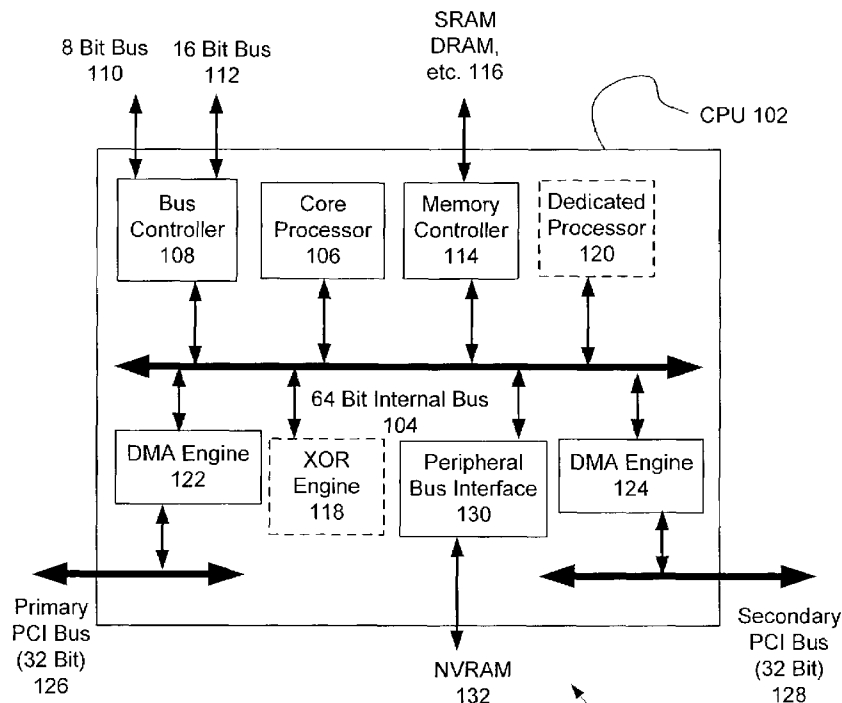 8 Bit Bus
110
16 Bit Bus
112
SRAM
DRAM,
etc. 116
CPU 102
Bus
Controller
108
Core
Processor
106
Memory
Controller
114
Dedicated
Processor
120
64 Bit Internal Bus
104
DMA Engine
122
XOR
Engine
118
Peripheral
Bus Interface
130
DMA Engine
124
Primary
PCI Bus
(32 Bit)
126
NVRAM
132
Secondary
PCI Bus
(32 Bit)
128